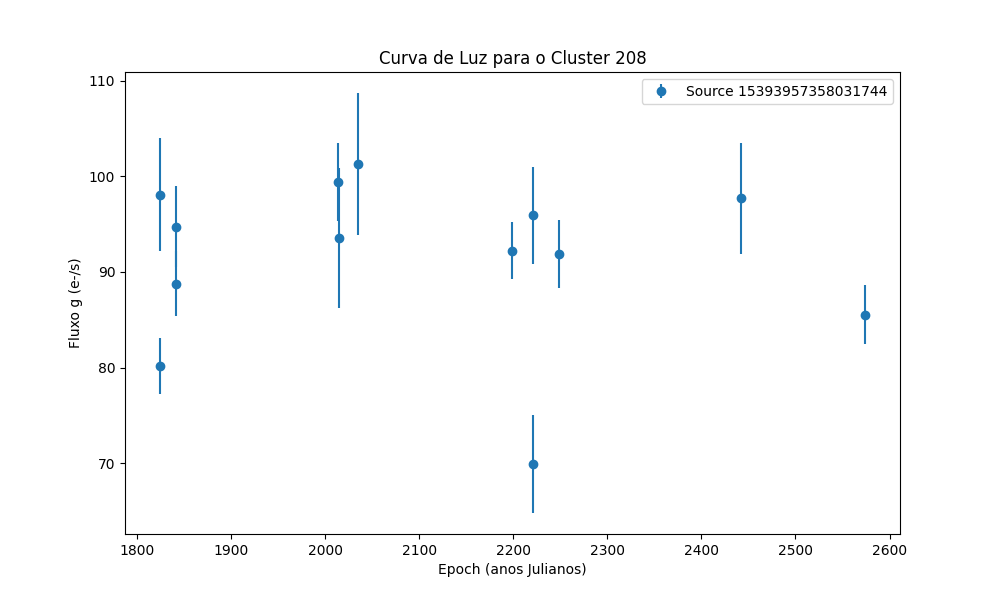 Curva de Luz para o Cluster 208
Source 15393957358031744
Fluxo g (e-/s)
110
100
90
80
70
1800 1900 2000 2100 2200 2300 2400 2500 2600
Epoch (anos Julianos)